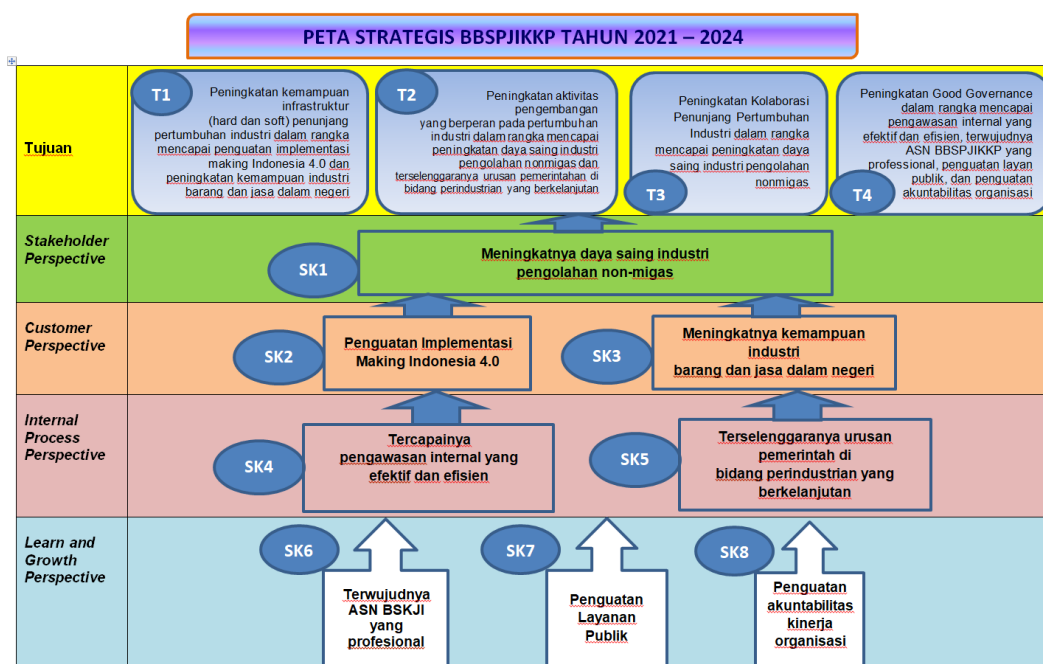 PETA STRATEGIS BBSPJIKKP TAHUN 2021 – 2024
Tujuan
T1
Peningkatan kemampuan
infrastruktur
(hard dan soft) penunjang
pertumbuhan industri dalam rangka
mencapai penguatan implementasi
making Indonesia 4.0 dan
peningkatan kemampuan industri
barang dan jasa dalam negeri
T2
Peningkatan aktivitas
pengembangan
yang berperan pada pertumbuhan
industri dalam rangka mencapai
peningkatan daya saing industri
pengolahan nonmigas dan
terselenggaranya urusan pemerintahan di
bidang perindustrian yang berkelanjutan
Peningkatan Kolaborasi
Penunjang Pertumbuhan
Industri dalam rangka
mencapai peningkatan daya
saing industri pengolahan
nonmigas
T3
Peningkatan Good Governance
dalam rangka mencapai
pengawasan internal yang
efektif dan efisien, terwujudnya
ASN BBSPJIKKP yang
professional, penguatan layan
publik, dan penguatan
akuntabilitas organisasi
T4
Stakeholder
Perspective
SK1
Meningkatnya daya saing industri
pengolahan non-migas
Customer
Perspective
SK2
Penguatan Implementasi
Making Indonesia 4.0
SK3
Meningkatnya kemampuan
industri
barang dan jasa dalam negeri
Internal
Process
Perspective
SK4
Tercapainya
pengawasan internal yang
efektif dan efisien
SK5
Terselenggaranya urusan
pemerintah di
bidang perindustrian yang
berkelanjutan
Learn and
Growth
Perspective
SK6
Terwujudnya
ASN BSKJI
yang
profesional
SK7
Penguatan
Layanan
Publik
SK8
Penguatan
akuntabilitas
kinerja
organisasi